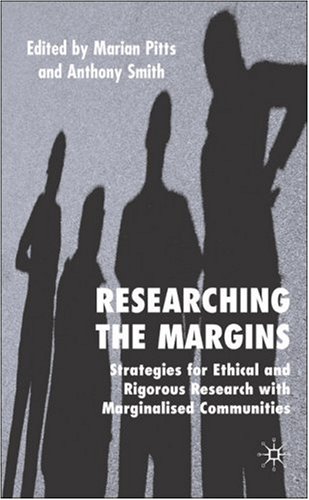 Edited by Marian Pitts
and Anthony Smith
RESEARCHING
THE MARGINS
Strategies for Ethical and
Rigorous Research with
Marginalised Communities